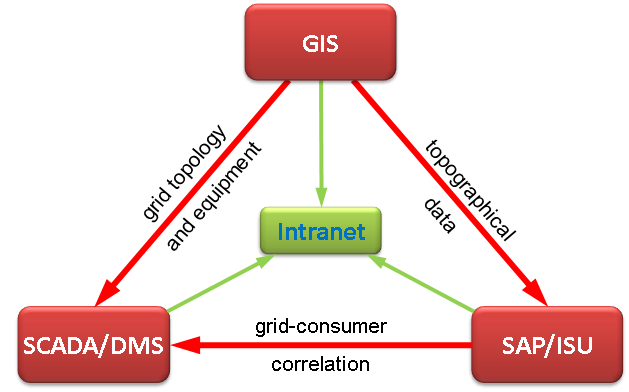 GIS
grid topology
and equipment
topographical
data
Intranet
SCADA/DMS
grid-consumer
correlation
SAP/ISU